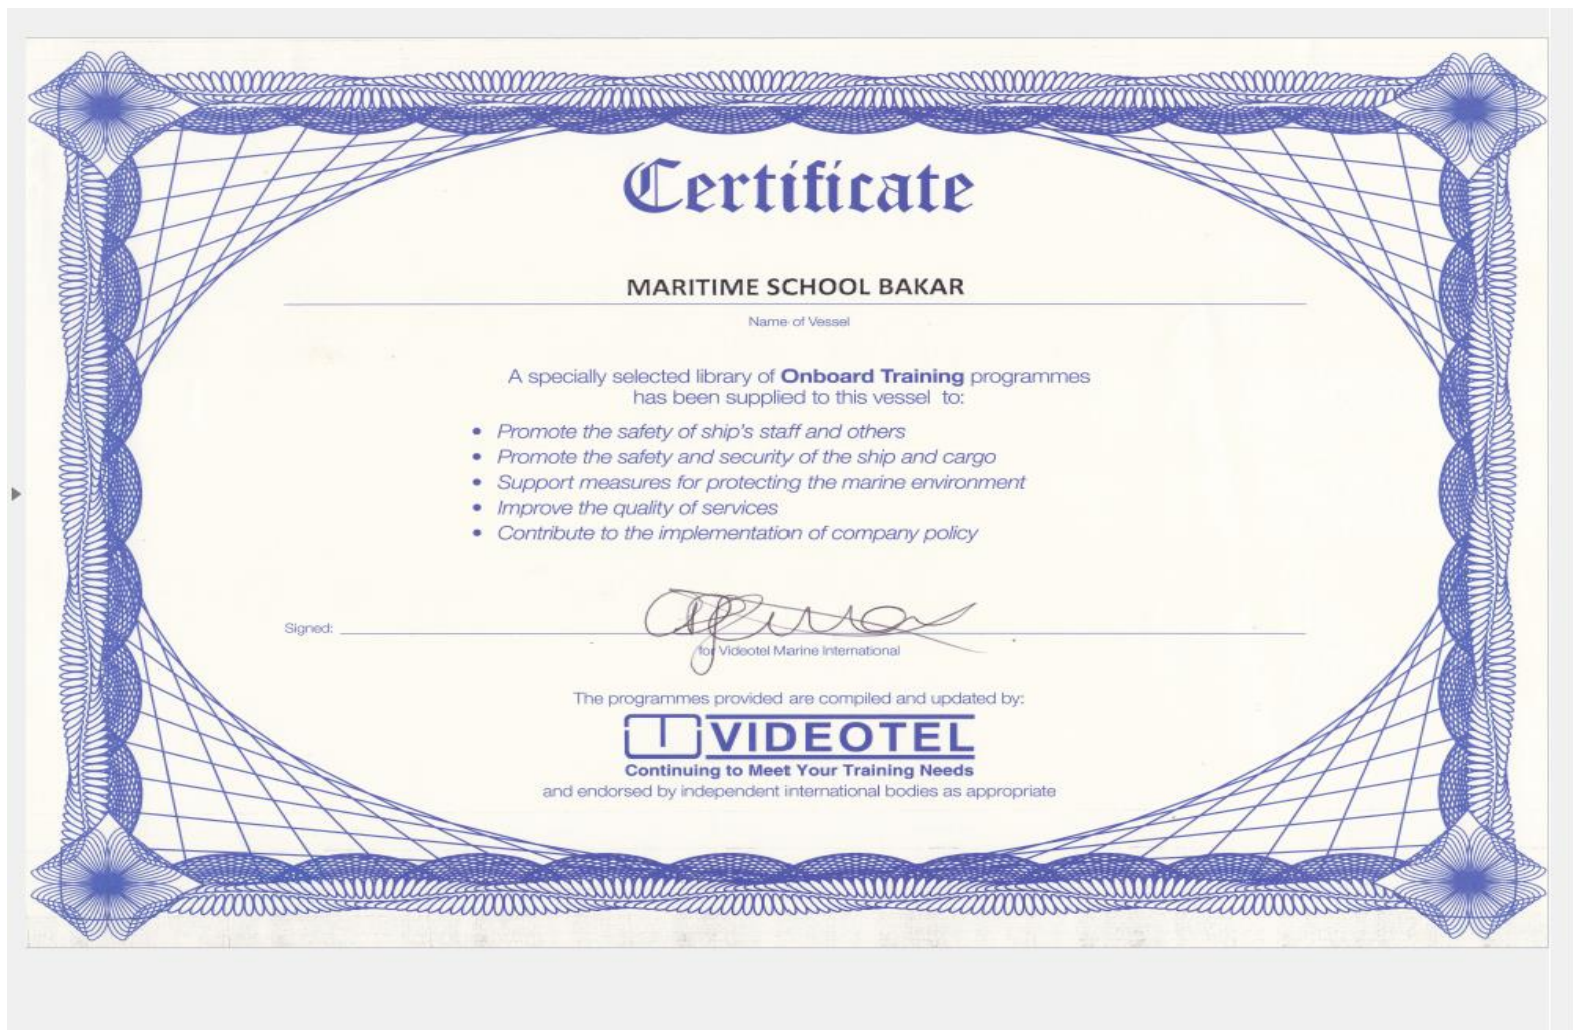 Certificate
MARITIME SCHOOL BAKAR
Name of Vessel
A specially selected library of Onboard Training programmes
has been supplied to this vessel to:
• Promote the safety of ship's staff and others
• Promote the safety and security of the ship and cargo
• Support measures for protecting the marine environment
• Improve the quality of services
• Contribute to the implementation of company policy
Signed:
for Videotel Marine International
The programmes provided are compiled and updated by:
VIDEOTEL
Continuing to Meet Your Training Needs
and endorsed by independent international bodies as appropriate